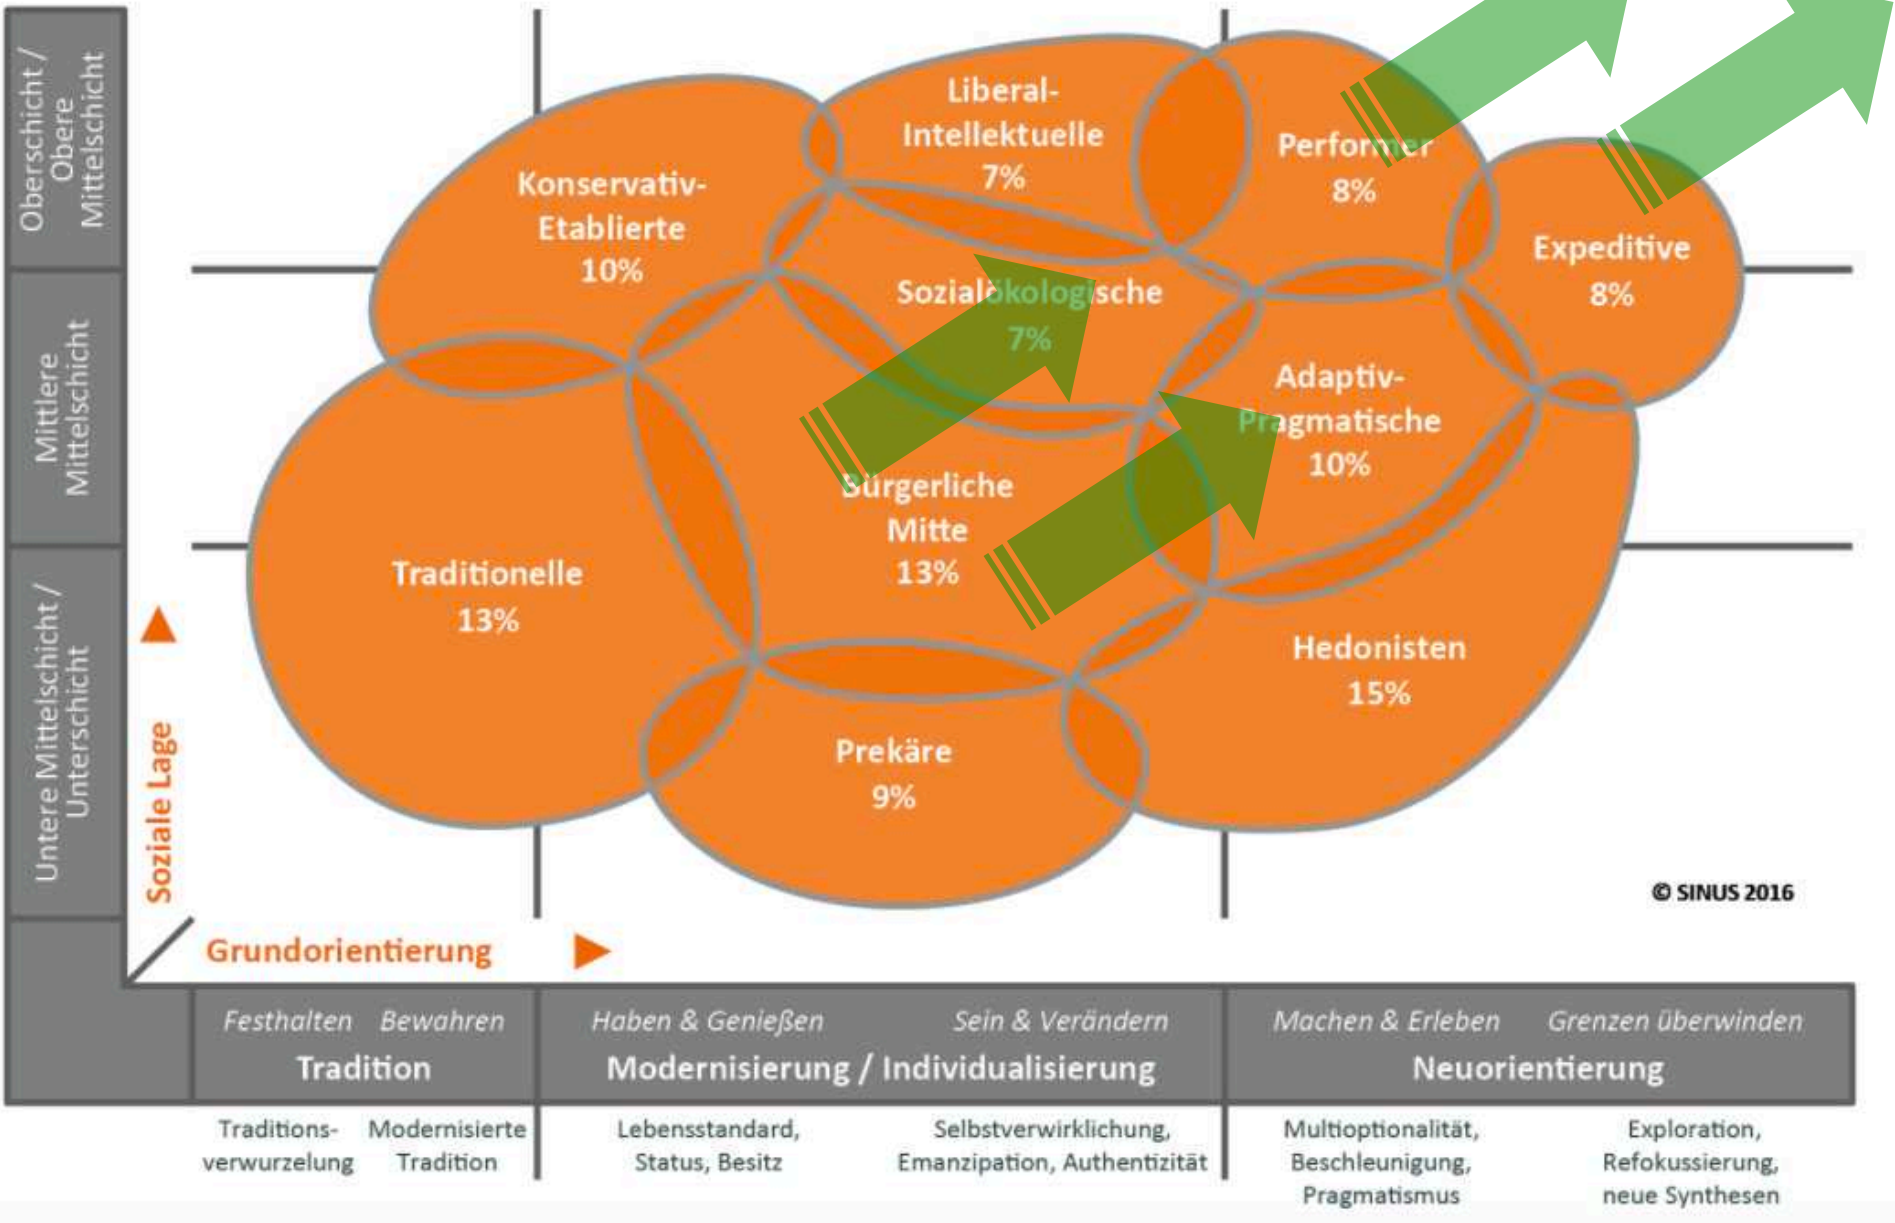 Oberschicht /
Obere
Mittelschicht
Mittlere
Mittelschicht
Untere Mittelschicht /
Unterschicht
Soziale Lage
Konservativ-
Etablierte
10%
Liberal-
Intellektuelle
7%
Performer
8%
Expeditive
8%
Sozialökologische
7%
Adaptiv-
Pragmatische
10%
Bürgerliche
Mitte
13%
Traditionelle
13%
Hedonisten
15%
Prekäre
9%
© SINUS 2016
Grundorientierung
Festhalten Bewahren
Tradition
Haben & Genießen Sein & Verändern
Modernisierung / Individualisierung
Machen & Erleben Grenzen überwinden
Neuorientierung
Traditions-
verwurzelung
Modernisierte
Tradition
Lebensstandard,
Status, Besitz
Selbstverwirklichung,
Emanzipation, Authentizität
Multioptionalität,
Beschleunigung,
Pragmatismus
Exploration,
Refokussierung,
neue Synthesen